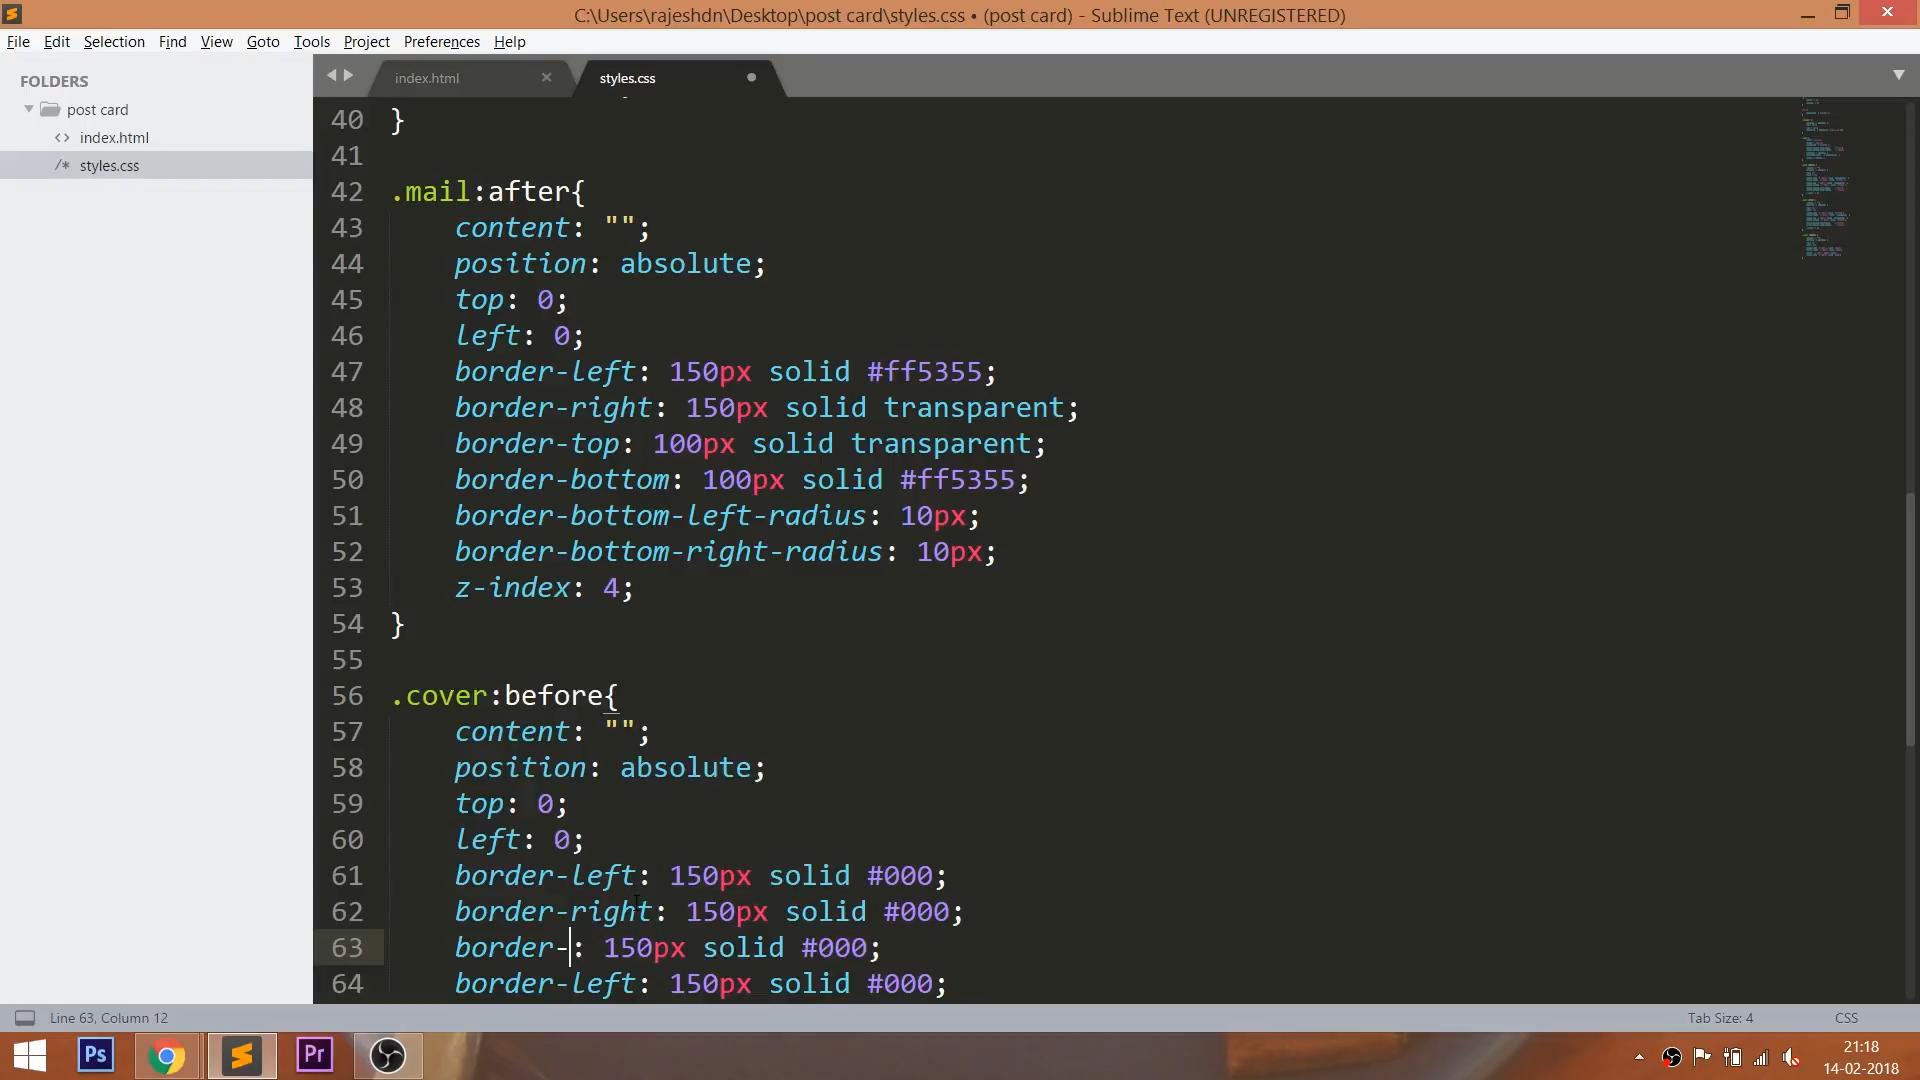 C:\Users\rajeshdn\Desktop\post card\styles.css • (post card) - Sublime Text (UNREGISTERED)
File Edit Selection Find View Goto Tools Project Preferences Help
FOLDERS
post card
<> index.html
/* styles.css
index.html × styles.css
40 }
41
42 .mail:after{
43 content: "";
44 position: absolute;
45 top: 0;
46 left: 0;
47 border-left: 150px solid #ff5355;
48 border-right: 150px solid transparent;
49 border-top: 100px solid transparent;
50 border-bottom: 100px solid #ff5355;
51 border-bottom-left-radius: 10px;
52 border-bottom-right-radius: 10px;
53 z-index: 4;
54 }
55
56 .cover:before{
57 content: "";
58 position: absolute;
59 top: 0;
60 left: 0;
61 border-left: 150px solid #000;
62 border-right: 150px solid #000;
63 border-: 150px solid #000;
64 border-left: 150px solid #000;
Line 63, Column 12 Tab Size: 4 CSS
Ps Pr
21:18
14-02-2018